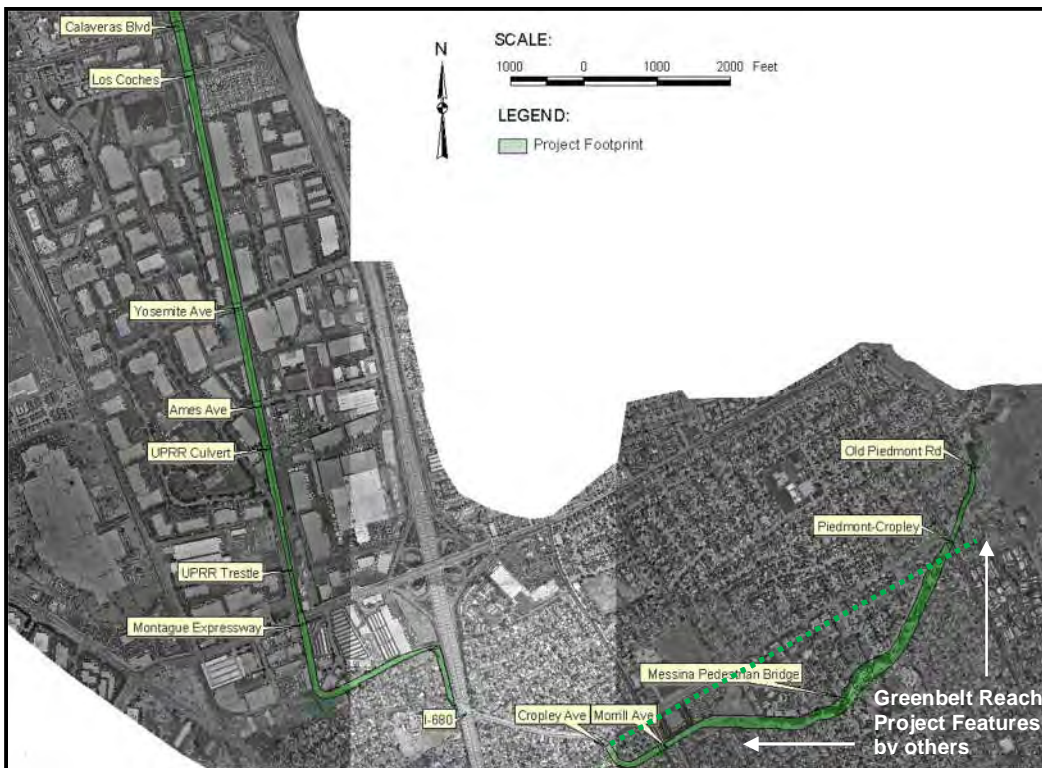 Calaveras Blvd
Los Coches
N
SCALE:
1000 0 1000 2000 Feet
LEGEND:
Project Footprint
Yosemite Ave
Ames Ave
UPRR Culvert
UPRR Trestle
Montague Expressway
I-680
Old Piedmont Rd
Piedmont-Cropley
Messina Pedestrian Bridge
Cropley Ave
Morrill Ave
Greenbelt Reach
Project Features
by others